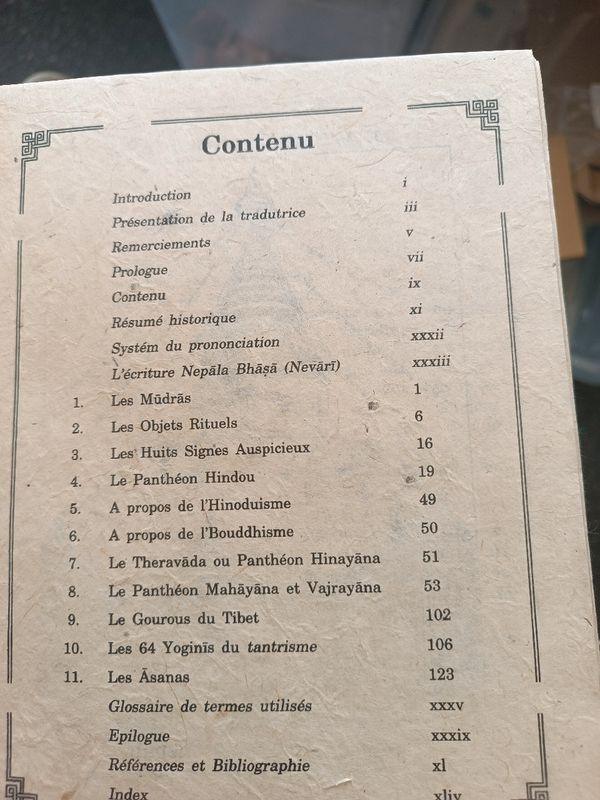 Contenu
Introduction i
Présentation de la tradutrice iii
Remerciements v
Prologue vii
Contenu ix
Résumé historique xi
Systém du prononciation xxxii
L'écriture Nepāla Bhāṣā (Nevārī) xxxiii
1. Les Mūdrās 1
2. Les Objets Rituels 6
3. Les Huits Signes Auspicieux 16
4. Le Panthéon Hindou 19
5. A propos de l'Hinoduisme 49
6. A propos de l'Bouddhisme 50
7. Le Theravāda ou Panthéon Hinayāna 51
8. Le Panthéon Mahāyāna et Vajrayāna 53
9. Le Gourous du Tibet 102
10. Les 64 Yoginīs du tantrisme 106
11. Les Āsanas 123
Glossaire de termes utilisés xxxv
Epilogue xxxix
Références et Bibliographie xl
Index xliv